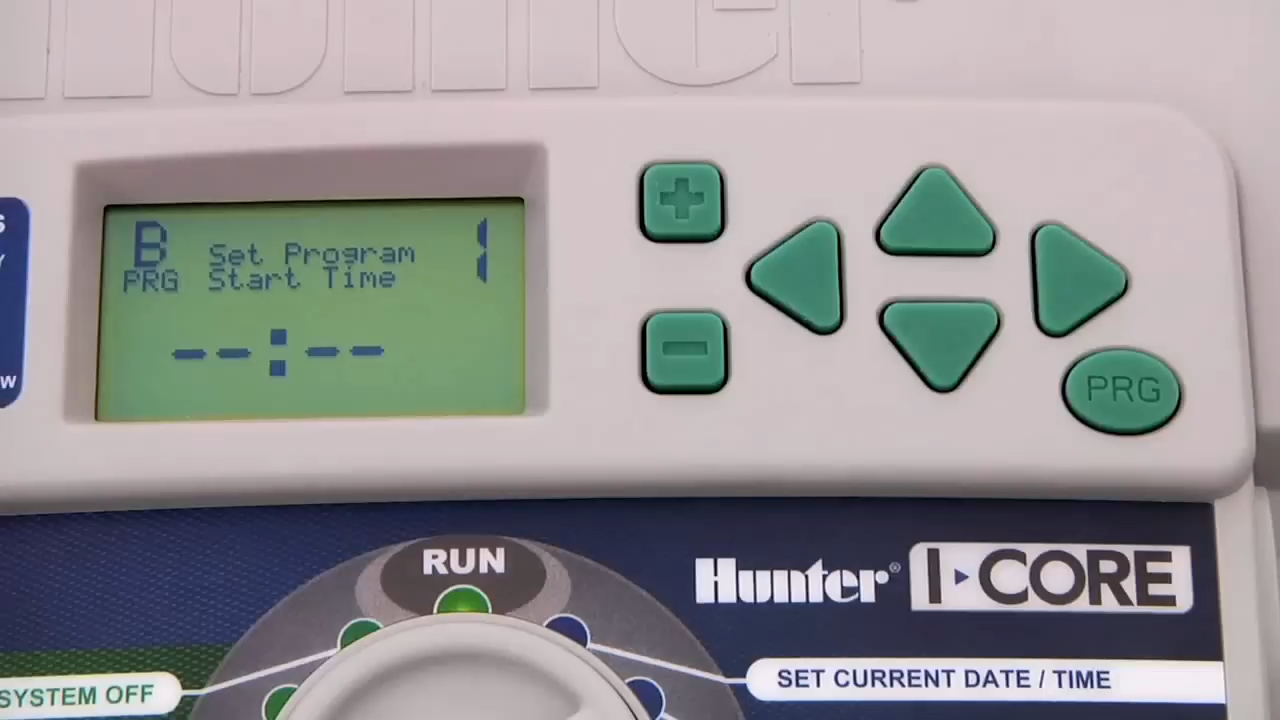 B Set Program 1
PRG Start Time
--:--
PRG
RUN
Hunter® I CORE
SYSTEM OFF
SET CURRENT DATE / TIME